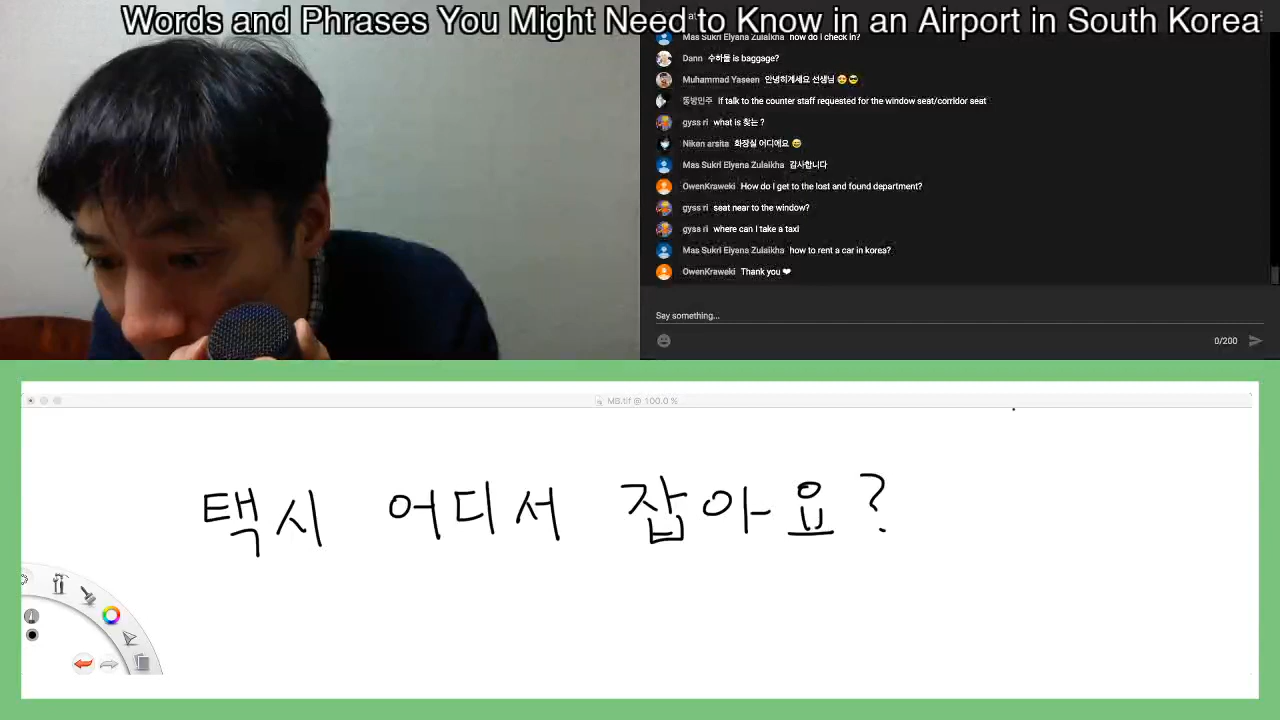 Words and Phrases You Might Need to Know in an Airport in South Korea
Mas Sukri Elyana Zulaikha how do I check in?
Dann 수하물 is baggage?
Muhammad Yaseen 안녕히계세요 선생님 😍😎
동방민주 If talk to the counter staff requested for the window seat/corridor seat
gyss ri what is 찾는 ?
Niken arsita 화장실 어디에요 😅
Mas Sukri Elyana Zulaikha 감사합니다
OwenKraweki How do I get to the lost and found department?
gyss ri seat near to the window?
gyss ri where can I take a taxi
Mas Sukri Elyana Zulaikha how to rent a car in korea?
OwenKraweki Thank you ❤
Say something...
0/200
MB.tif @ 100.0 %
택시 어디서 잡아요?